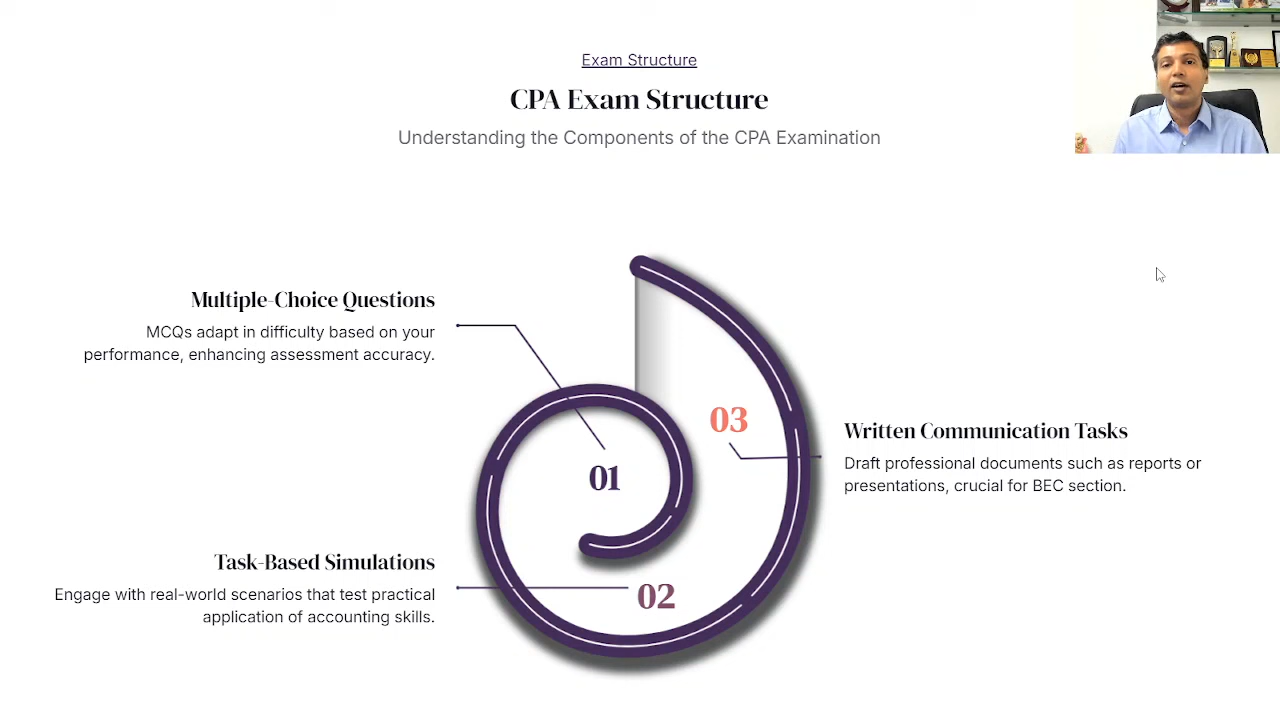 Exam Structure
CPA Exam Structure
Understanding the Components of the CPA Examination
Multiple-Choice Questions
MCQs adapt in difficulty based on your
performance, enhancing assessment accuracy.
01
Task-Based Simulations
Engage with real-world scenarios that test practical
application of accounting skills.
02
03
Written Communication Tasks
Draft professional documents such as reports or
presentations, crucial for BEC section.